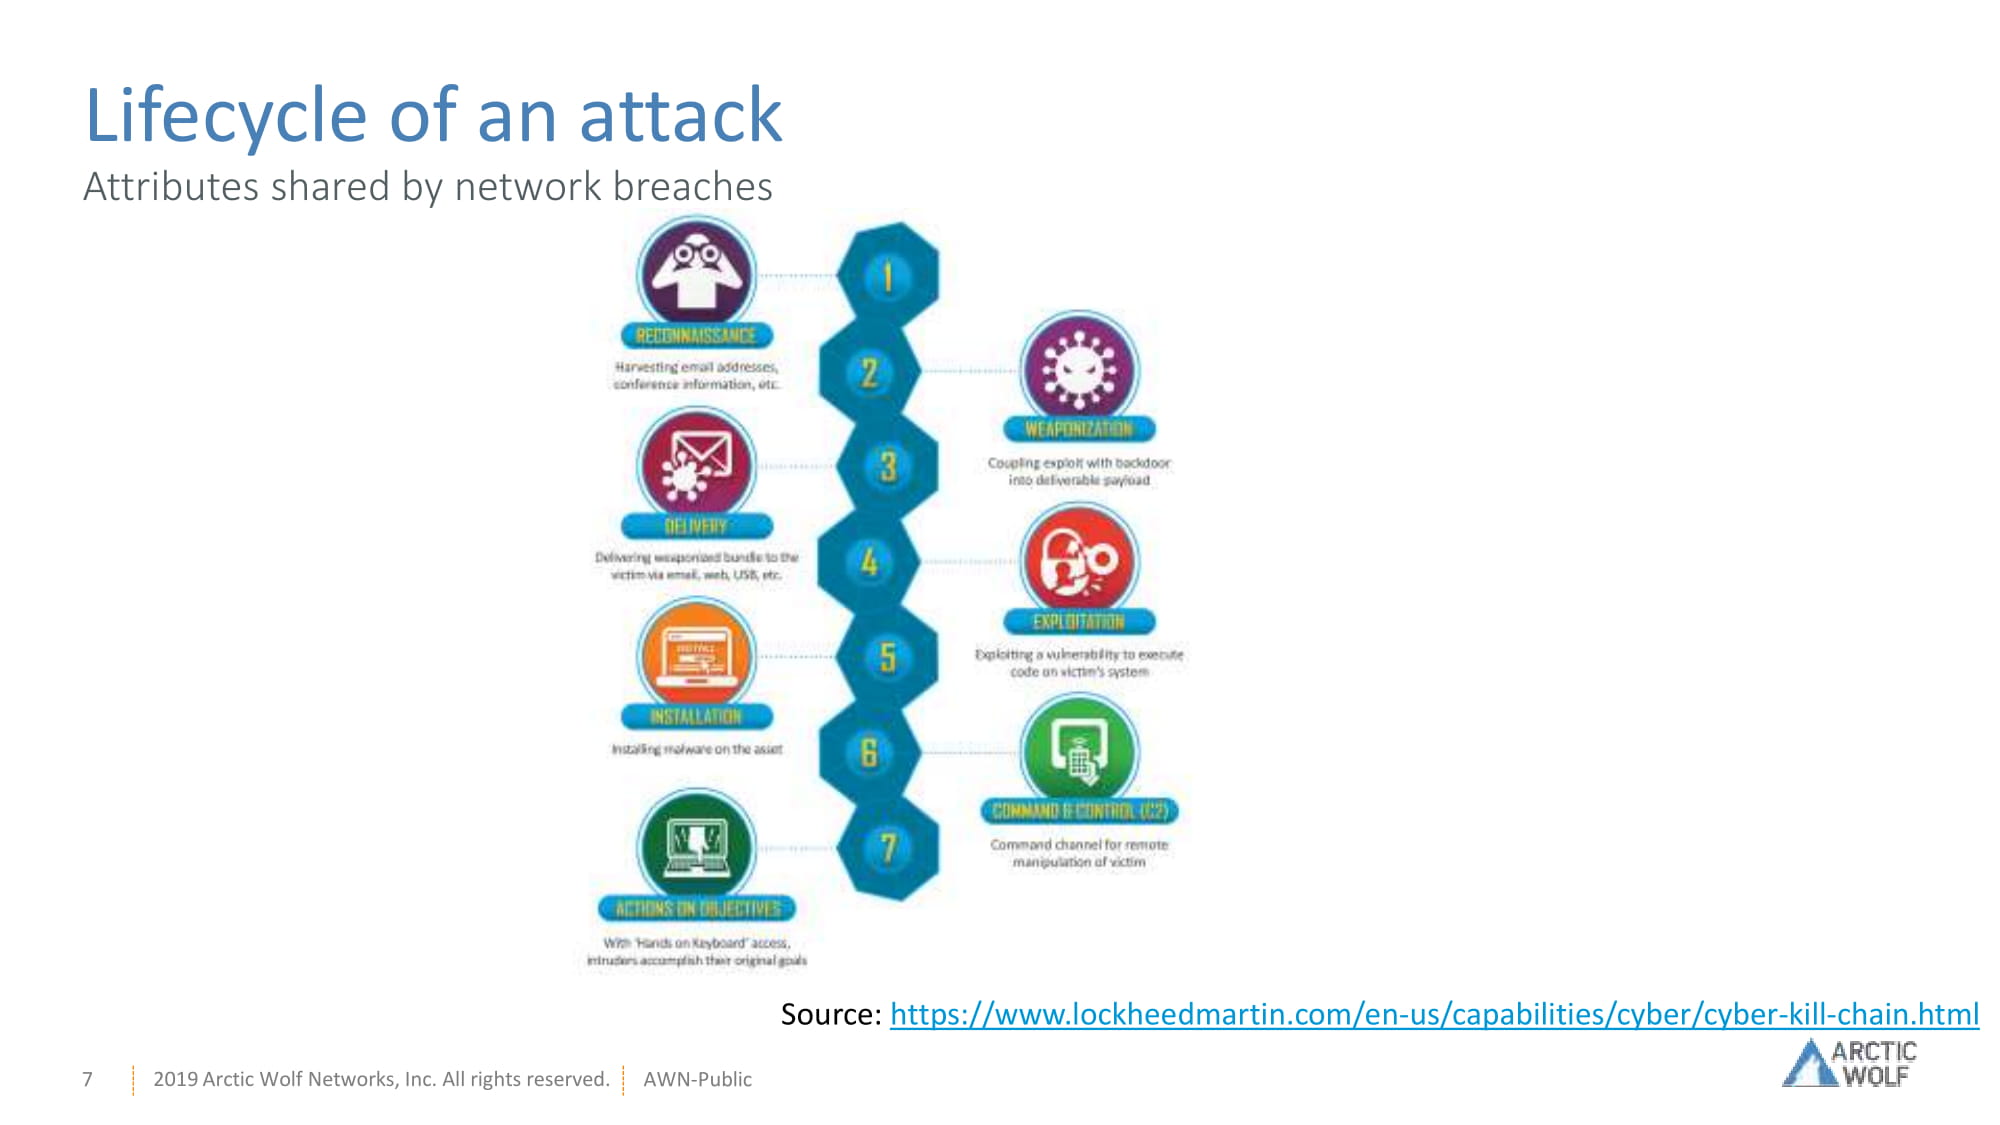 Lifecycle of an attack
Attributes shared by network breaches
1
RECONNAISSANCE
Harvesting email addresses,
conference information, etc.
2
WEAPONIZATION
Coupling exploit with backdoor
into deliverable payload
3
DELIVERY
Delivering weaponized bundle to the
victim via email, web, USB, etc.
4
EXPLOITATION
Exploiting a vulnerability to execute
code on victim's system
5
INSTALLATION
Installing malware on the asset
6
COMMAND & CONTROL (C2)
Command channel for remote
manipulation of victim
7
ACTIONS ON OBJECTIVES
With 'Hands on Keyboard' access,
intruders accomplish their original goals
Source: https://www.lockheedmartin.com/en-us/capabilities/cyber/cyber-kill-chain.html
7
2019 Arctic Wolf Networks, Inc. All rights reserved.
AWN-Public
ARCTIC
WOLF